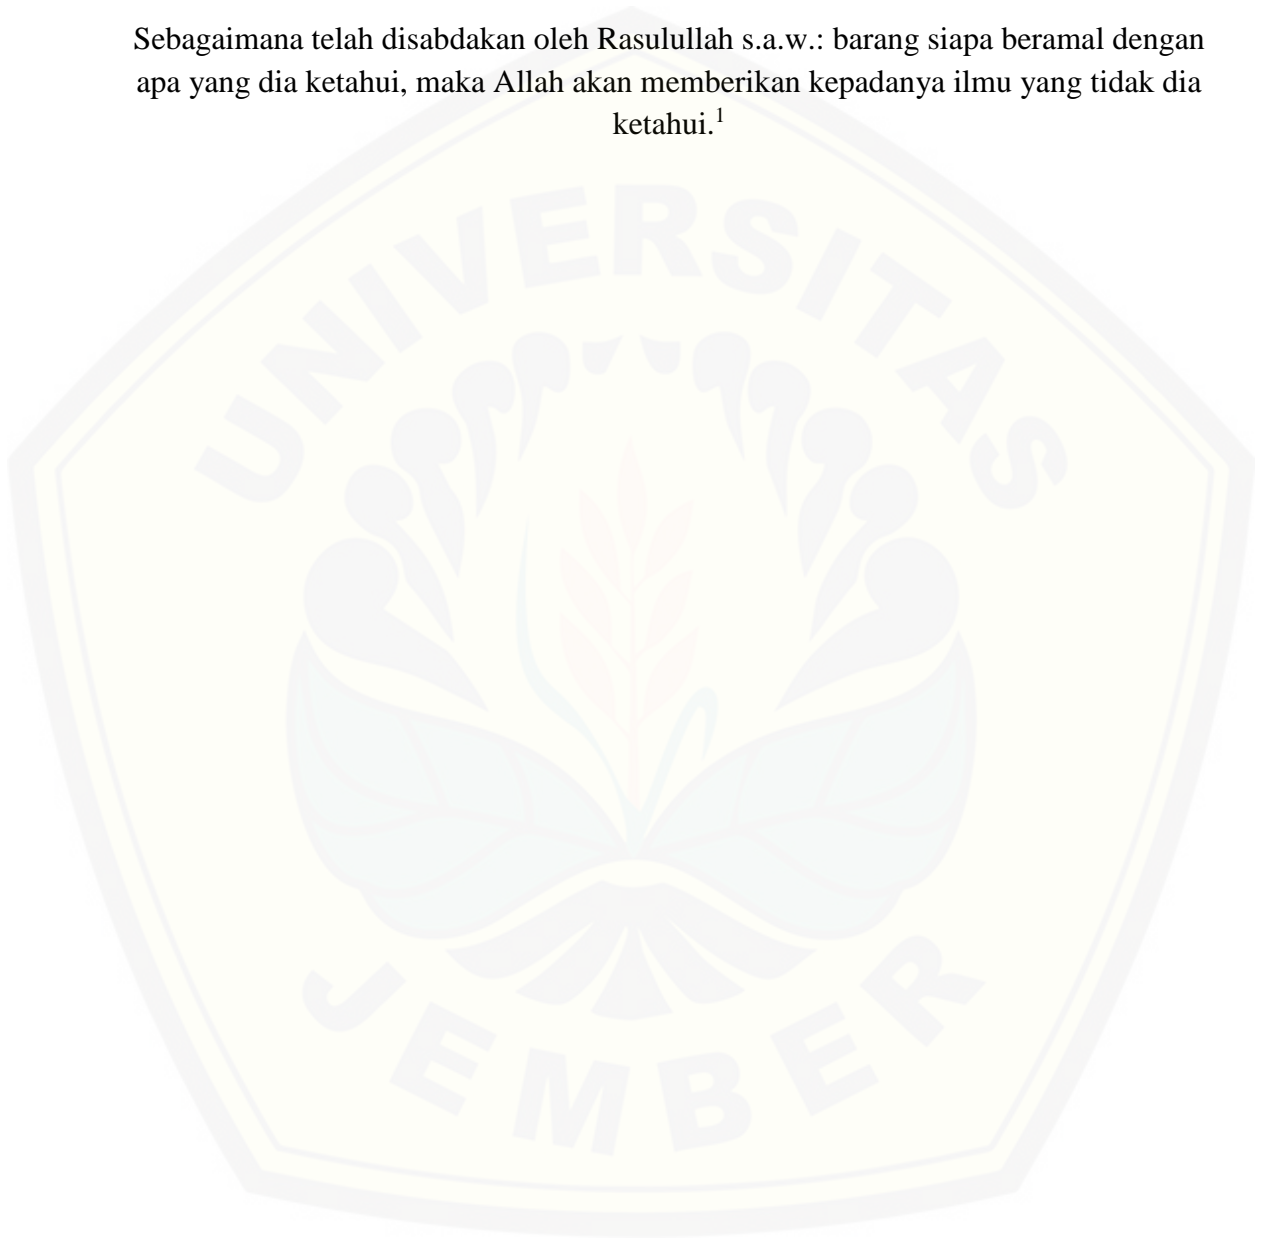 Sebagaimana telah disabdakan oleh Rasulullah s.a.w.: barang siapa beramal dengan
apa yang dia ketahui, maka Allah akan memberikan kepadanya ilmu yang tidak dia
ketahui.¹
UNIVERSITAS
JEMBER